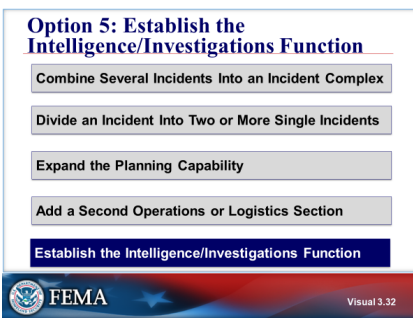 Option 5: Establish the
Intelligence/Investigations Function
Combine Several Incidents Into an Incident Complex
Divide an Incident Into Two or More Single Incidents
Expand the Planning Capability
Add a Second Operations or Logistics Section
Establish the Intelligence/Investigations Function
FEMA
Visual 3.32